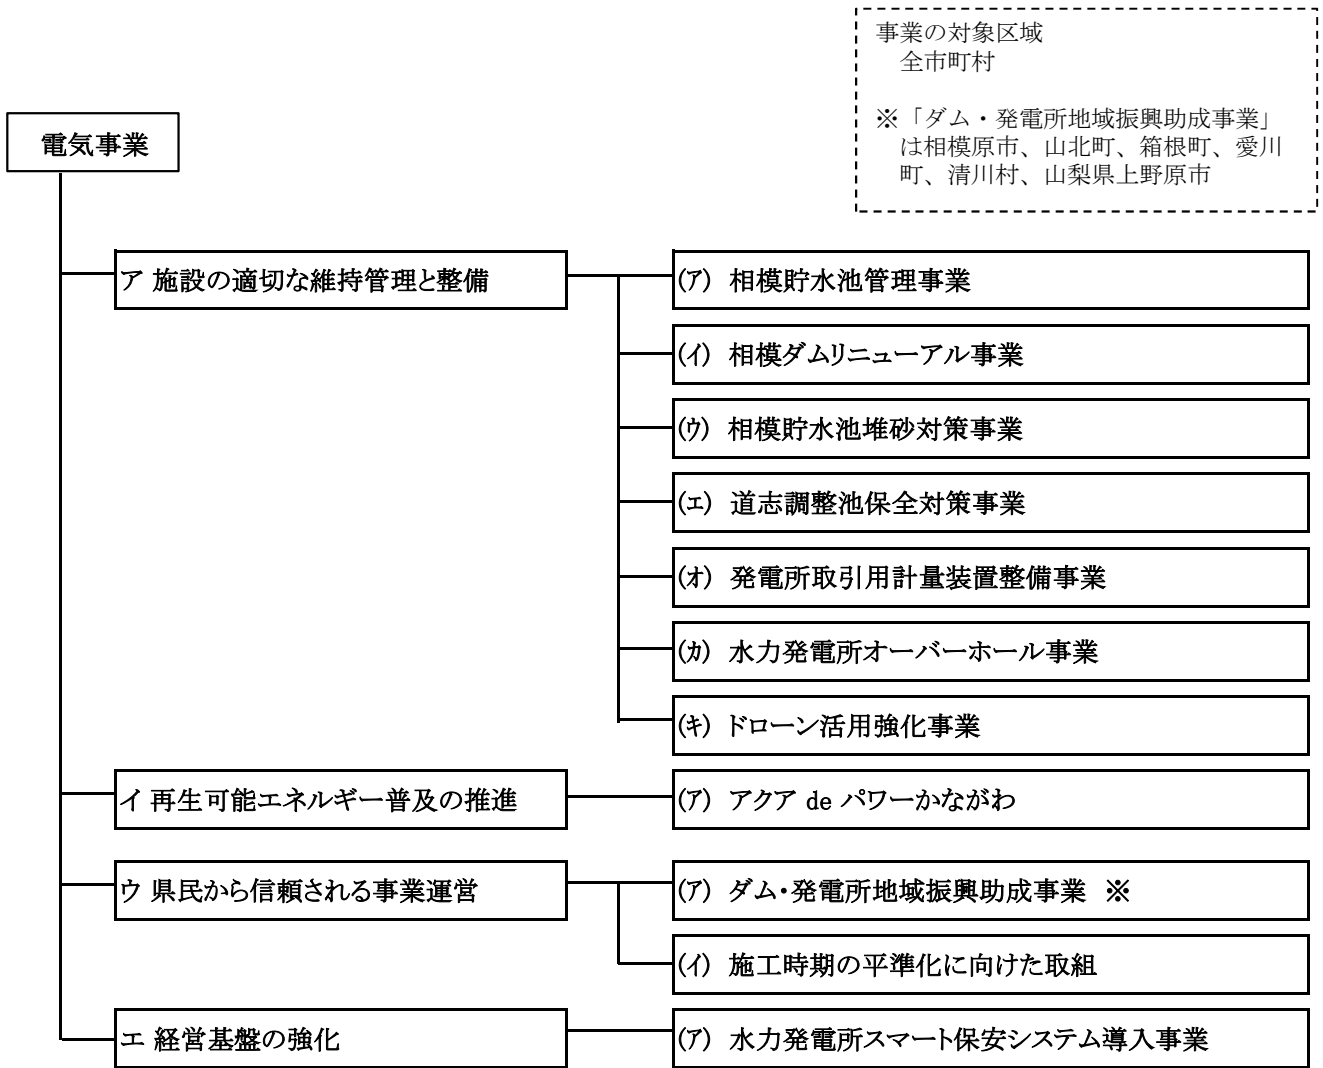 事業の対象区域
全市町村
※「ダム・発電所地域振興助成事業」
は相模原市、山北町、箱根町、愛川
町、清川村、山梨県上野原市
電気事業
ア 施設の適切な維持管理と整備
(ｱ) 相模貯水池管理事業
(ｲ) 相模ダムリニューアル事業
(ｳ) 相模貯水池堆砂対策事業
(ｴ) 道志調整池保全対策事業
(ｵ) 発電所取引用計量装置整備事業
(ｶ) 水力発電所オーバーホール事業
(ｷ) ドローン活用強化事業
イ 再生可能エネルギー普及の推進
(ｱ) アクア de パワーかながわ
ウ 県民から信頼される事業運営
(ｱ) ダム・発電所地域振興助成事業 ※
(ｲ) 施工時期の平準化に向けた取組
エ 経営基盤の強化
(ｱ) 水力発電所スマート保安システム導入事業